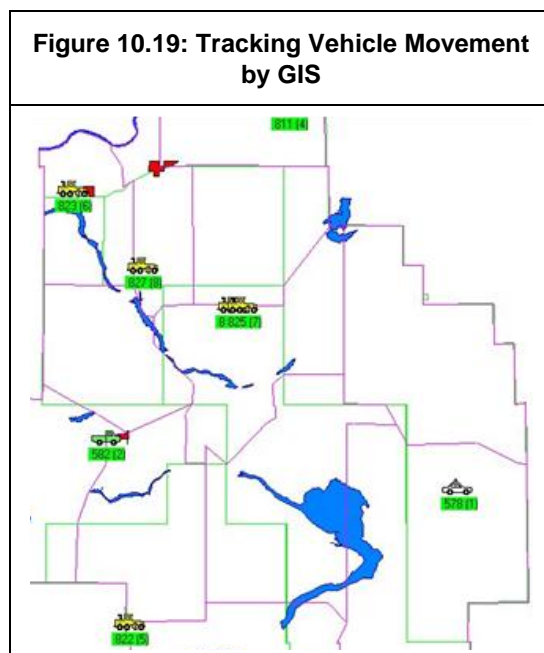 Figure 10.19: Tracking Vehicle Movement
by GIS
811 (4)
823 (6)
827 (8)
8 825 (7)
582 (2)
578 (1)
822 (5)